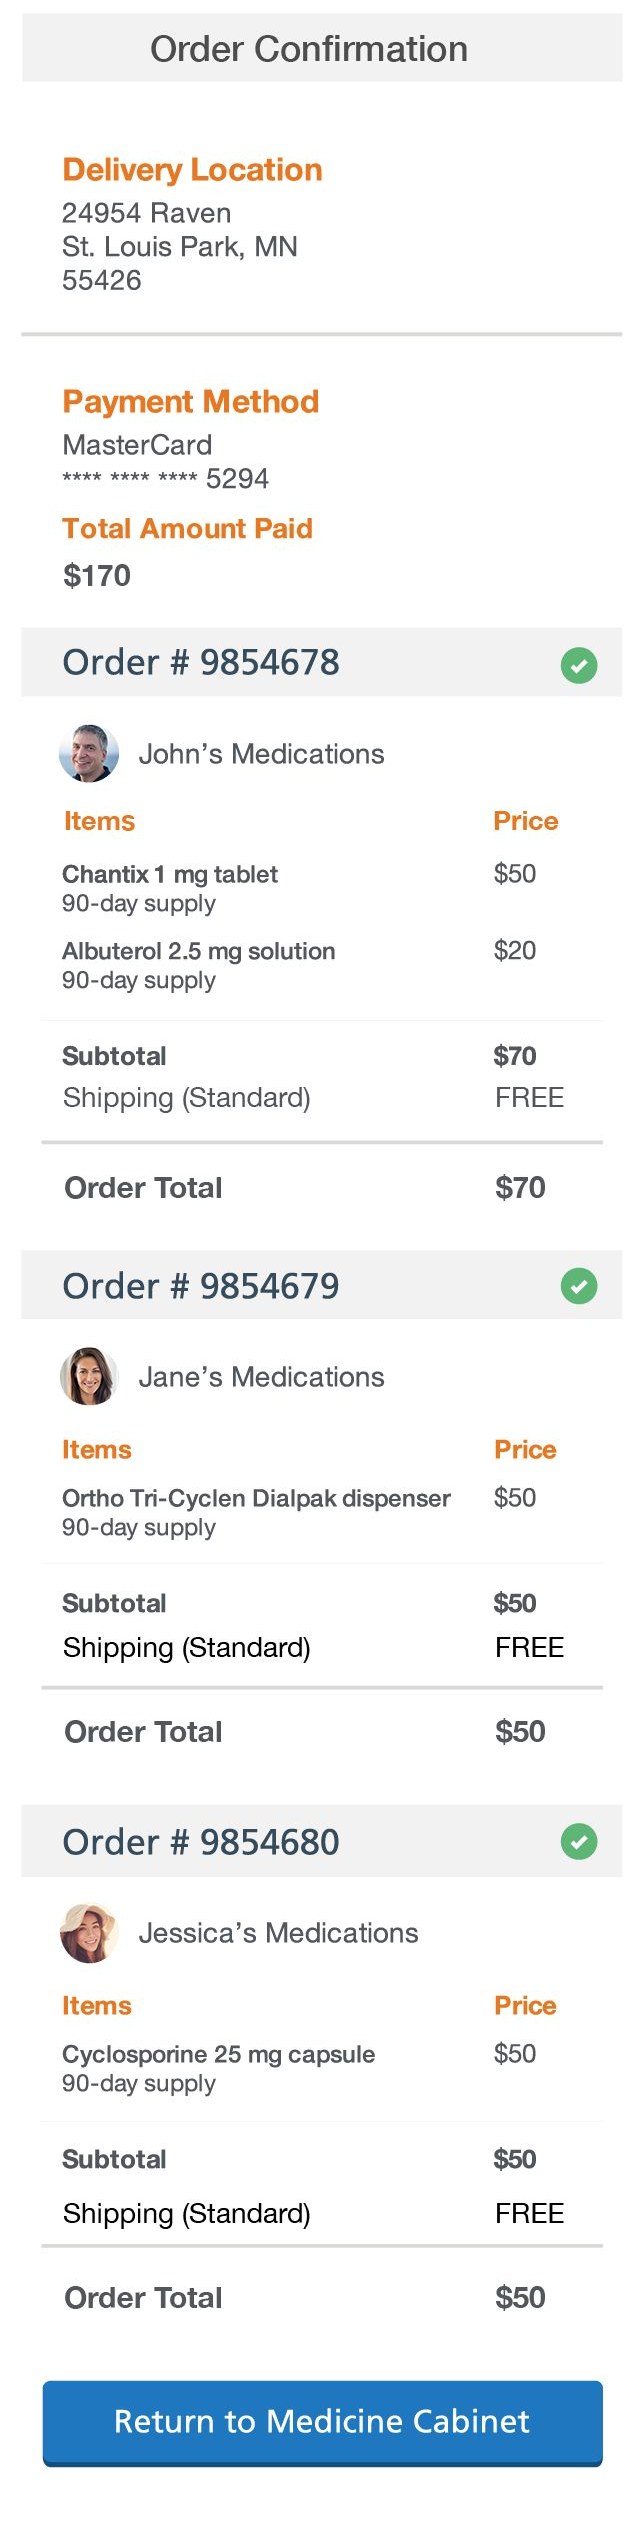 Order Confirmation
Delivery Location
24954 Raven
St. Louis Park, MN
55426
Payment Method
MasterCard
**** **** **** 5294
Total Amount Paid
$170
Order # 9854678
John’s Medications
Items Price
Chantix 1 mg tablet $50
90-day supply
Albuterol 2.5 mg solution $20
90-day supply
Subtotal $70
Shipping (Standard) FREE
Order Total $70
Order # 9854679
Jane’s Medications
Items Price
Ortho Tri-Cyclen Dialpak dispenser $50
90-day supply
Subtotal $50
Shipping (Standard) FREE
Order Total $50
Order # 9854680
Jessica’s Medications
Items Price
Cyclosporine 25 mg capsule $50
90-day supply
Subtotal $50
Shipping (Standard) FREE
Order Total $50
Return to Medicine Cabinet